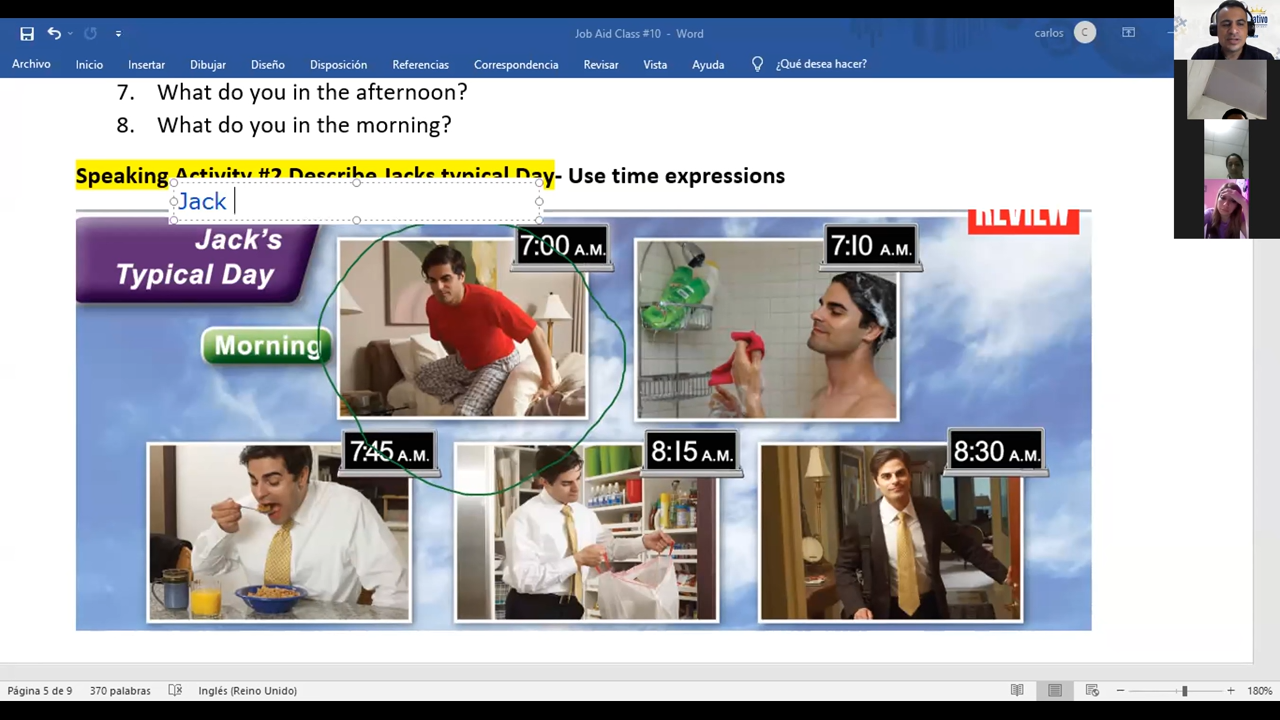 Job Aid Class #10 - Word
carlos
C
Archivo Inicio Insertar Dibujar Diseño Disposición Referencias Correspondencia Revisar Vista Ayuda ¿Qué desea hacer?
7. What do you in the afternoon?
8. What do you in the morning?
Speaking Activity #2 Describe Jacks typical Day- Use time expressions
Jack
REVIEW
Jack's
Typical Day
7:00 A.M.
7:10 A.M.
Morning
7:45 A.M.
8:15 A.M.
8:30 A.M.
Página 5 de 9 370 palabras Inglés (Reino Unido) 180%